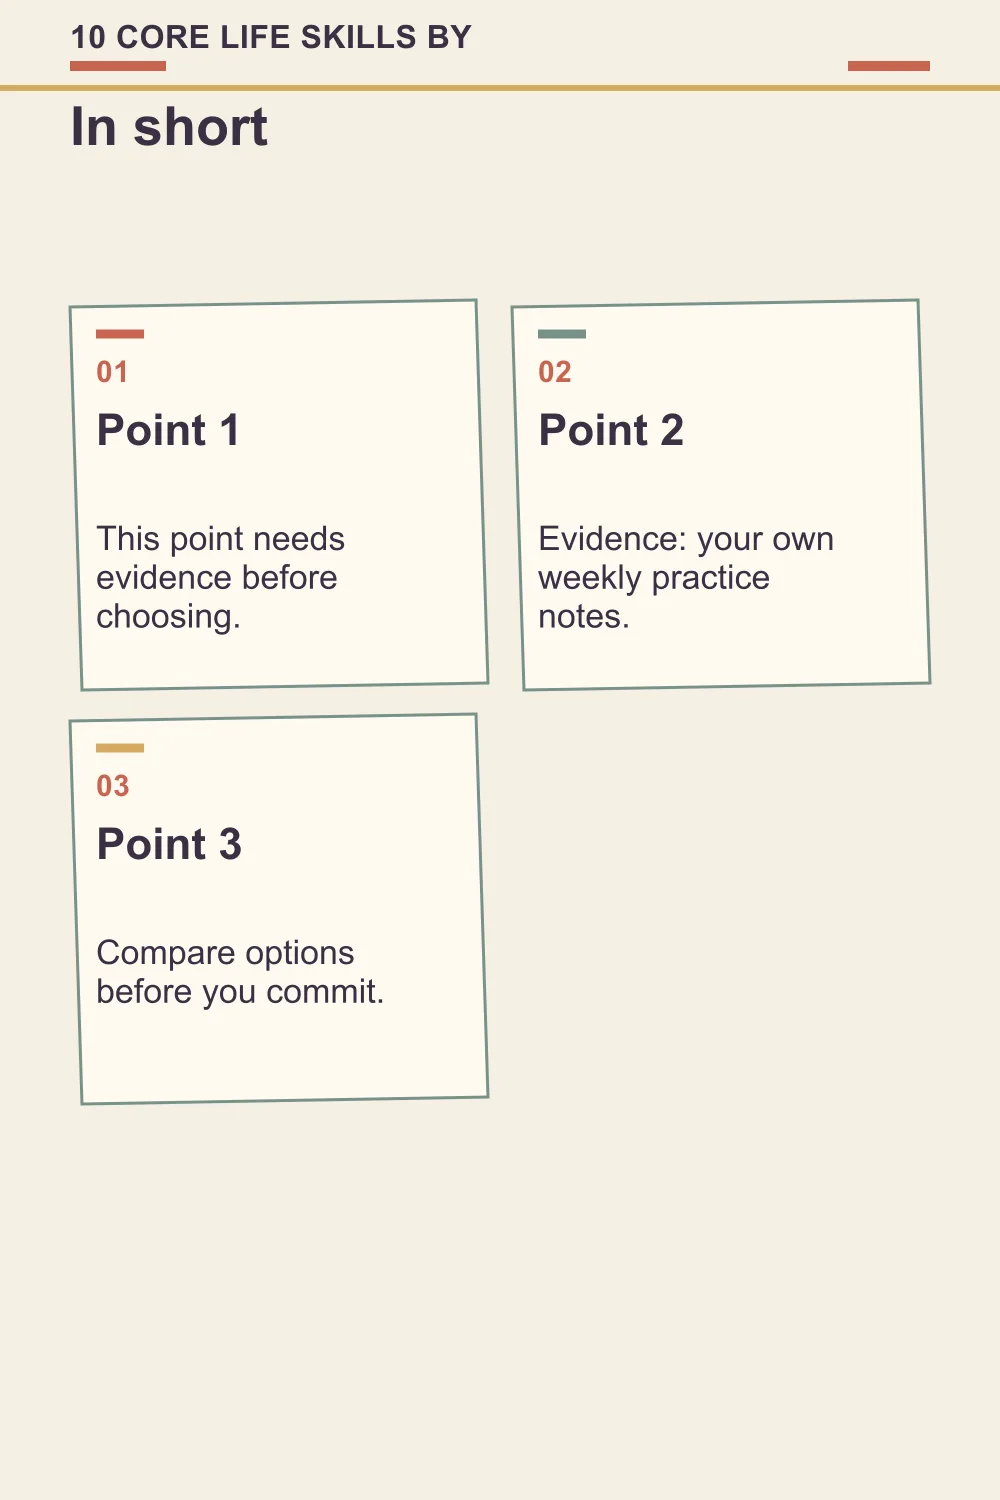 10 CORE LIFE SKILLS BY
In short
01
Point 1
This point needs
evidence before
choosing.
02
Point 2
Evidence: your own
weekly practice
notes.
03
Point 3
Compare options
before you commit.